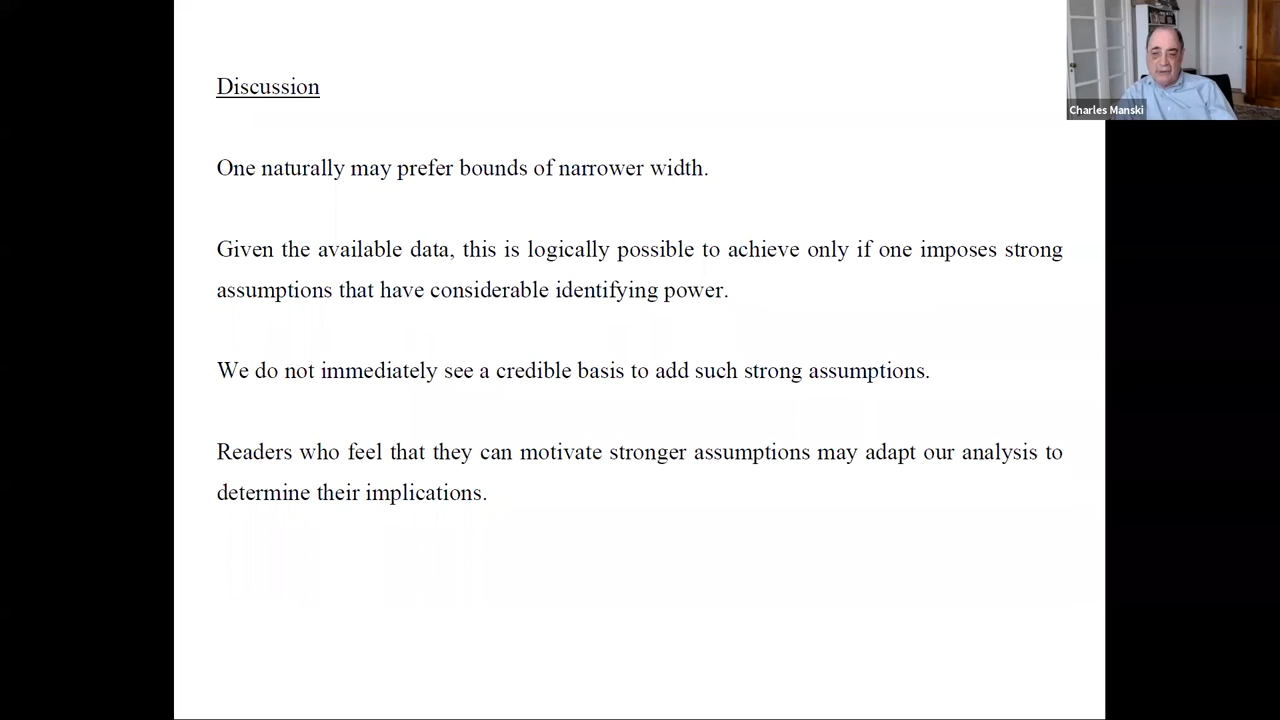 Discussion
Charles Manski
One naturally may prefer bounds of narrower width.
Given the available data, this is logically possible to achieve only if one imposes strong
assumptions that have considerable identifying power.
We do not immediately see a credible basis to add such strong assumptions.
Readers who feel that they can motivate stronger assumptions may adapt our analysis to
determine their implications.